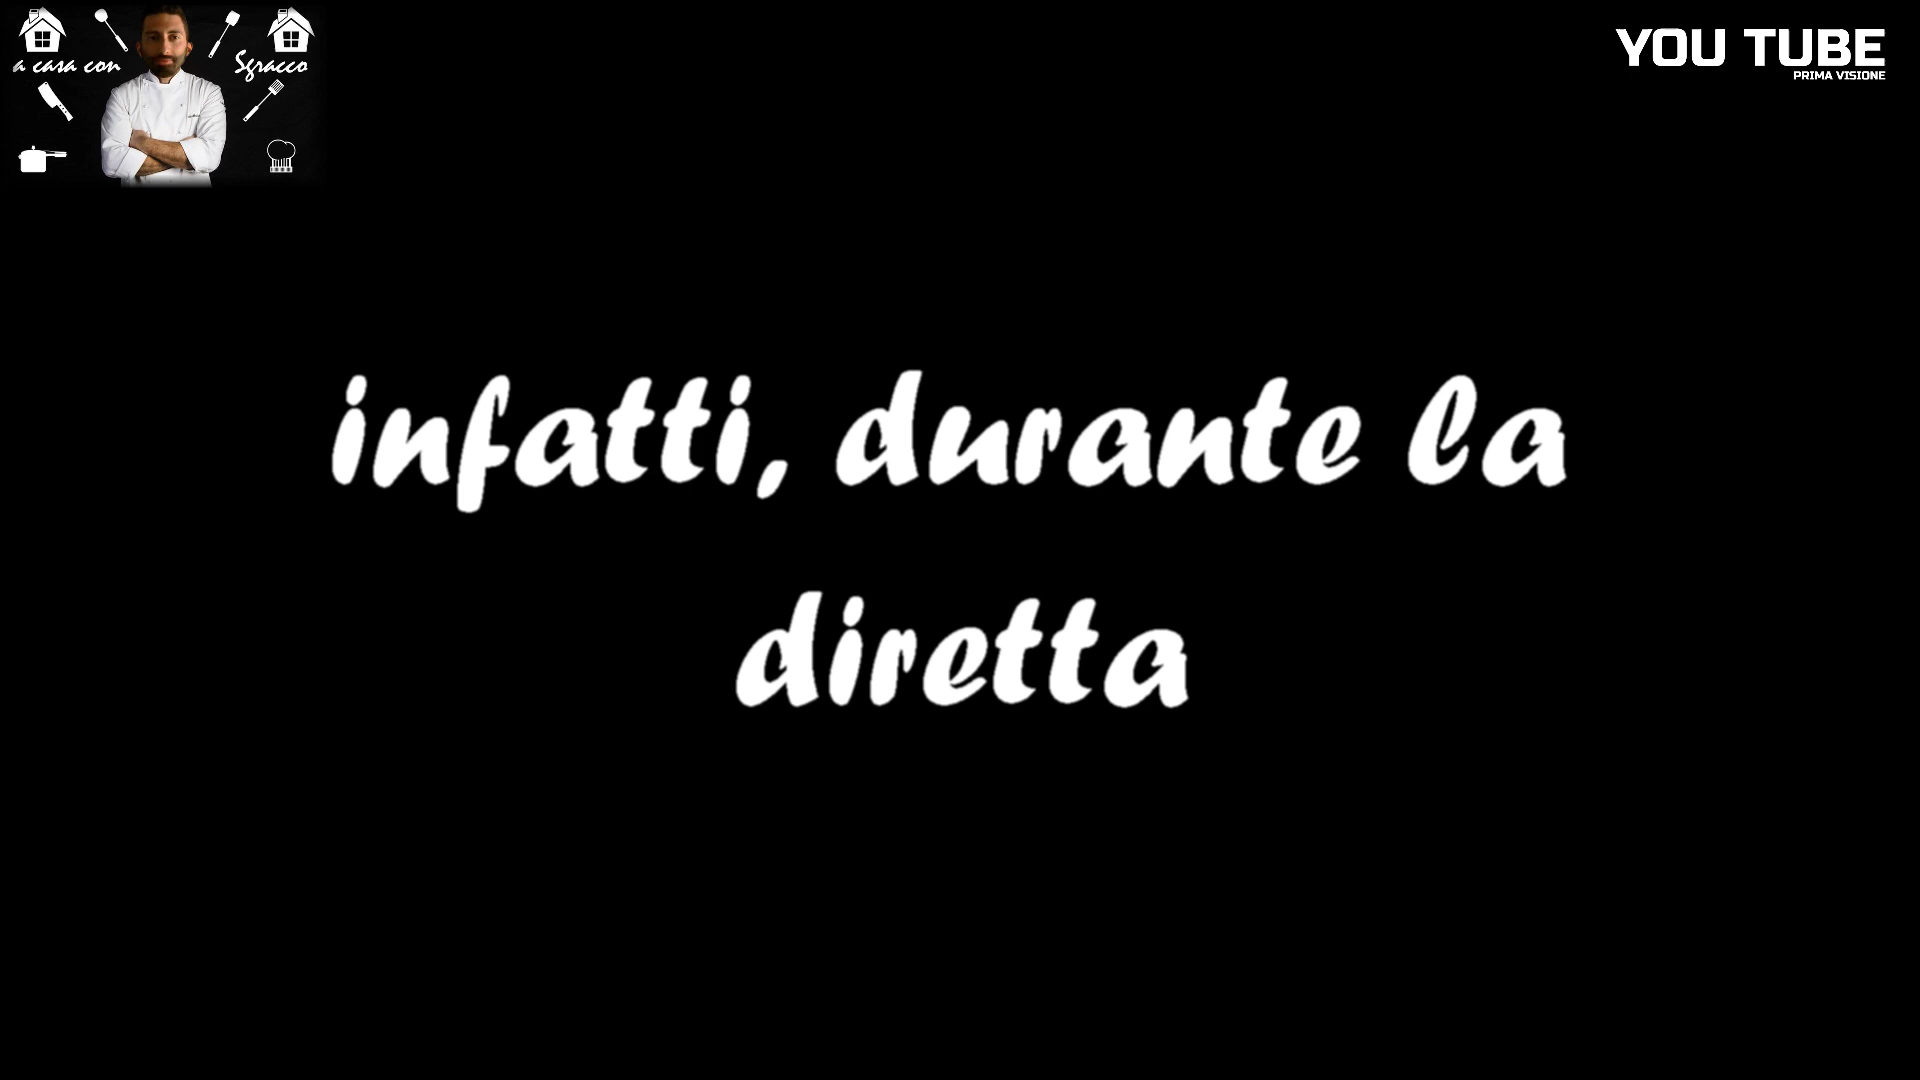 a casa con Sgracco
YOU TUBE
PRIMA VISIONE
infatti, durante la
diretta